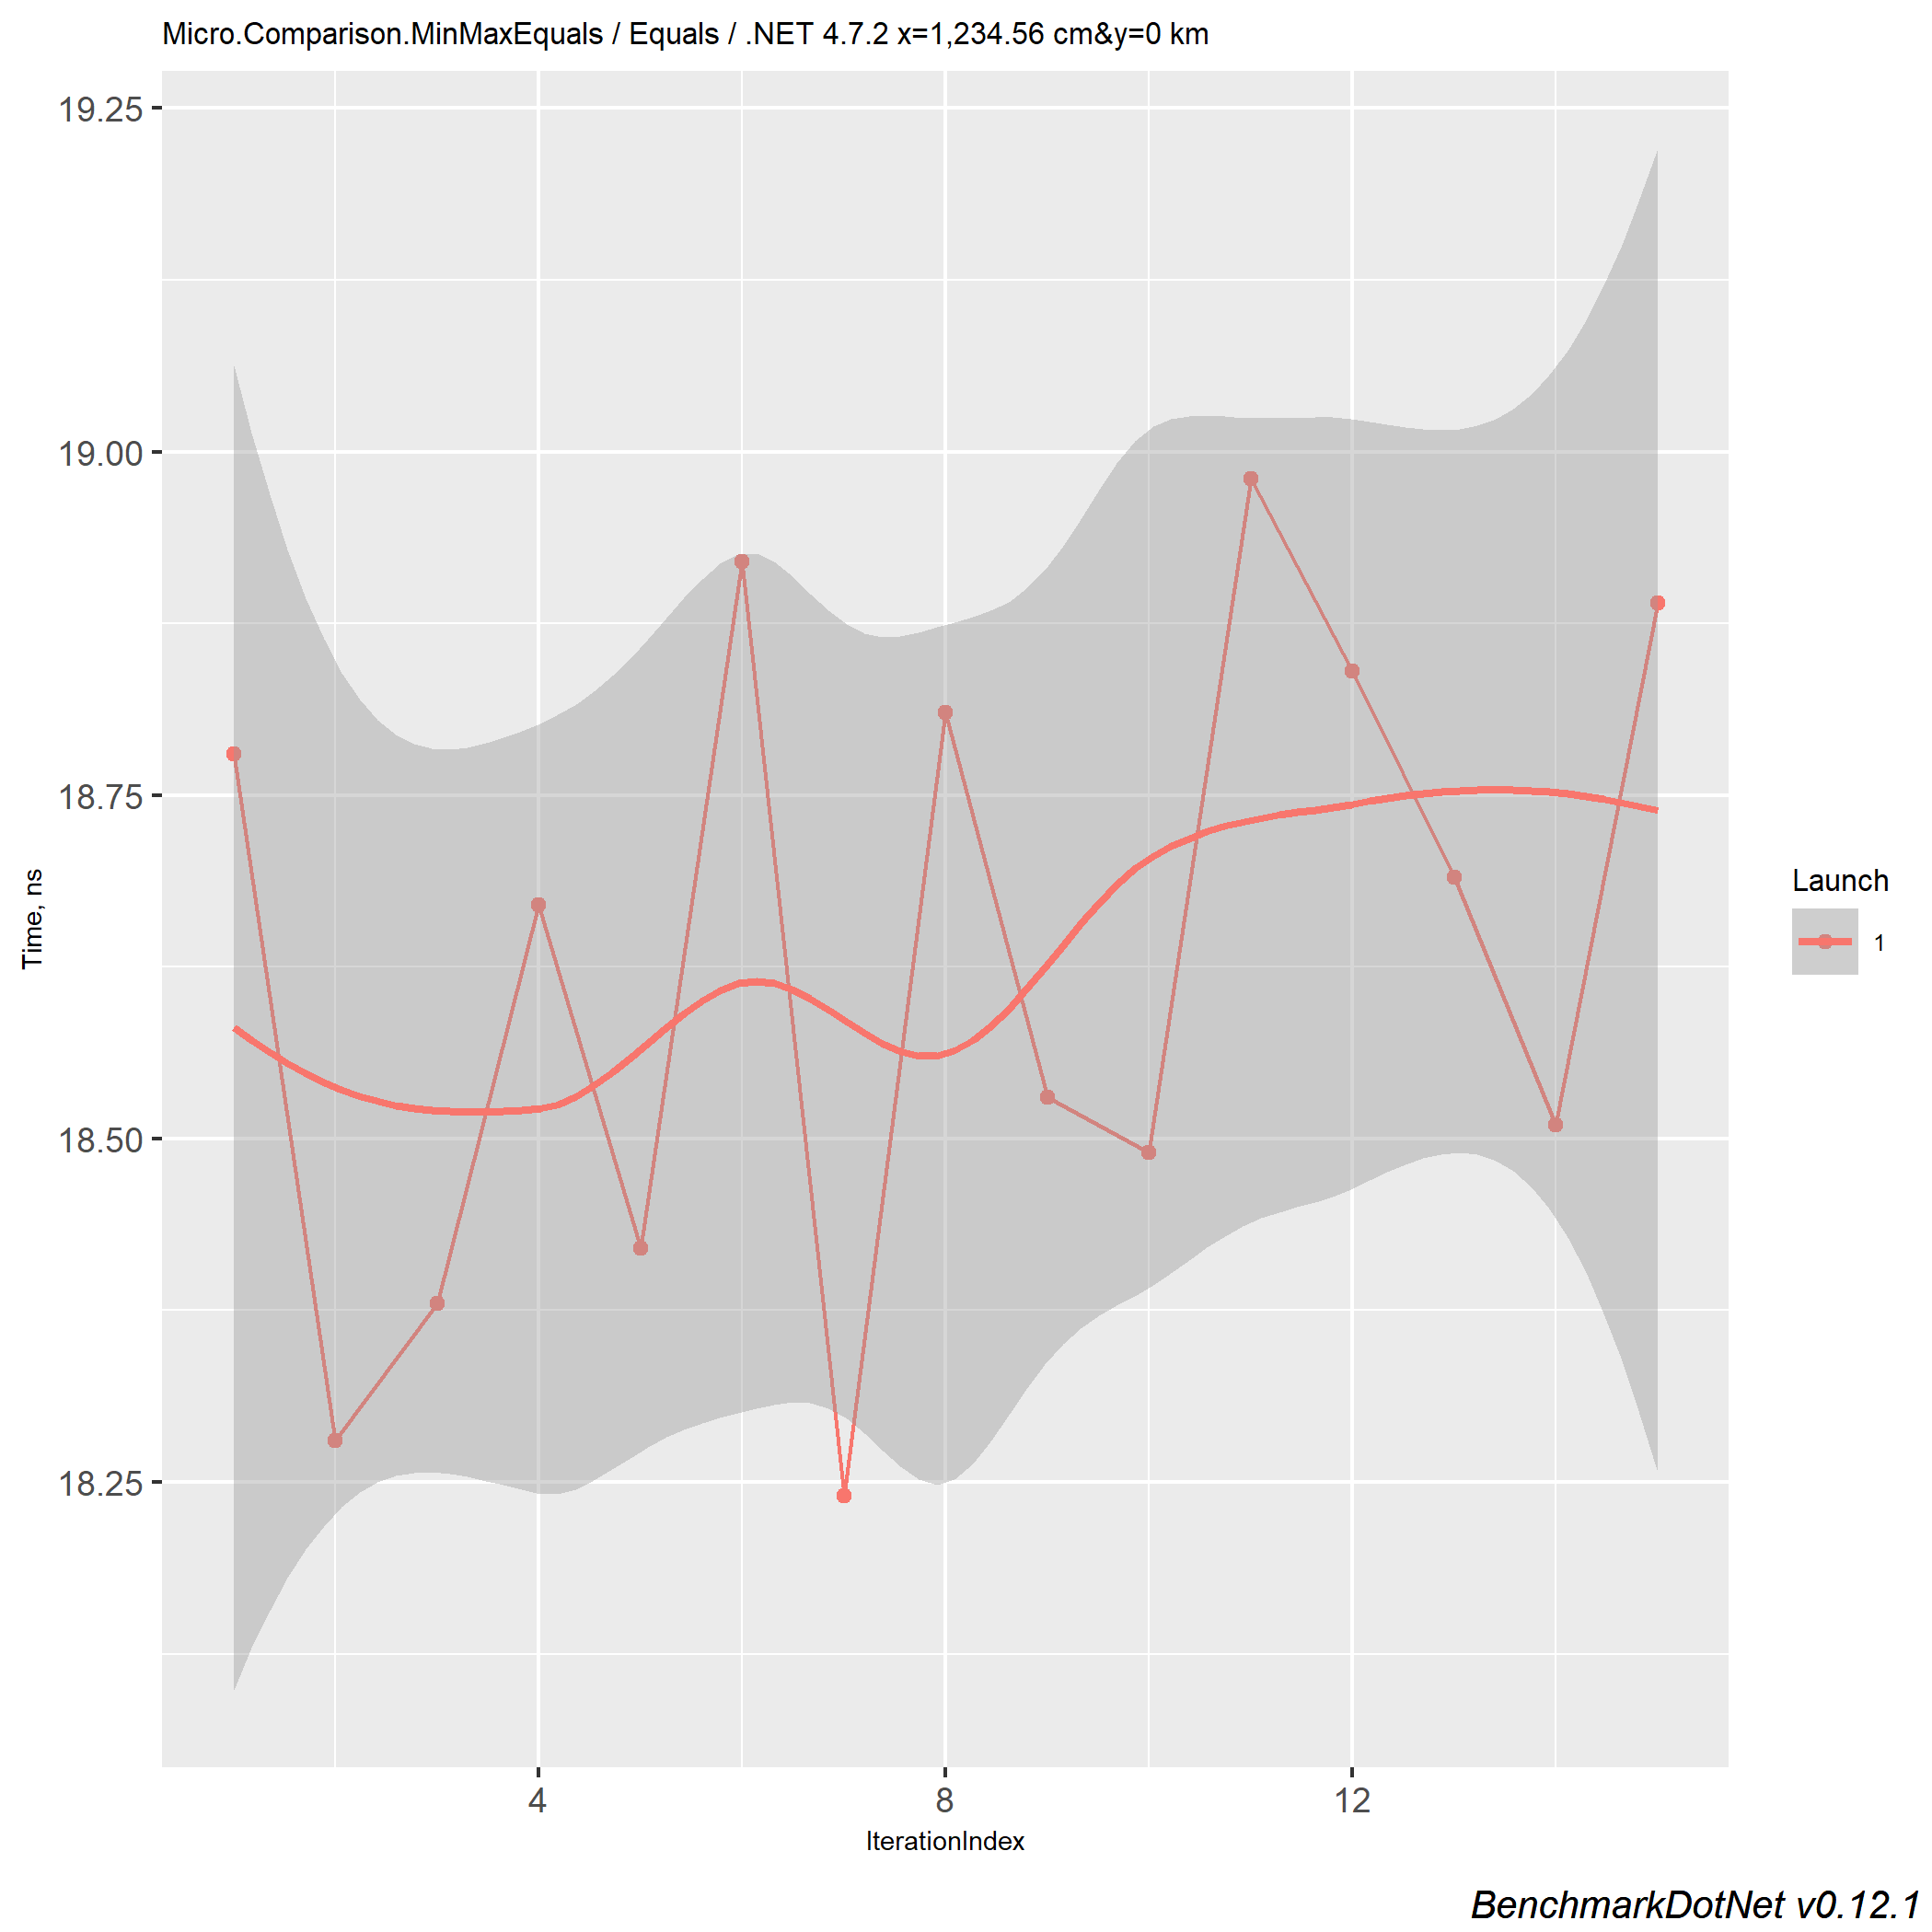 Micro.Comparison.MinMaxEquals / Equals / .NET 4.7.2 x=1,234.56 cm&y=0 km
19.25
19.00
18.75
18.50
18.25
Time, ns
4
8
12
IterationIndex
Launch
1
BenchmarkDotNet v0.12.1